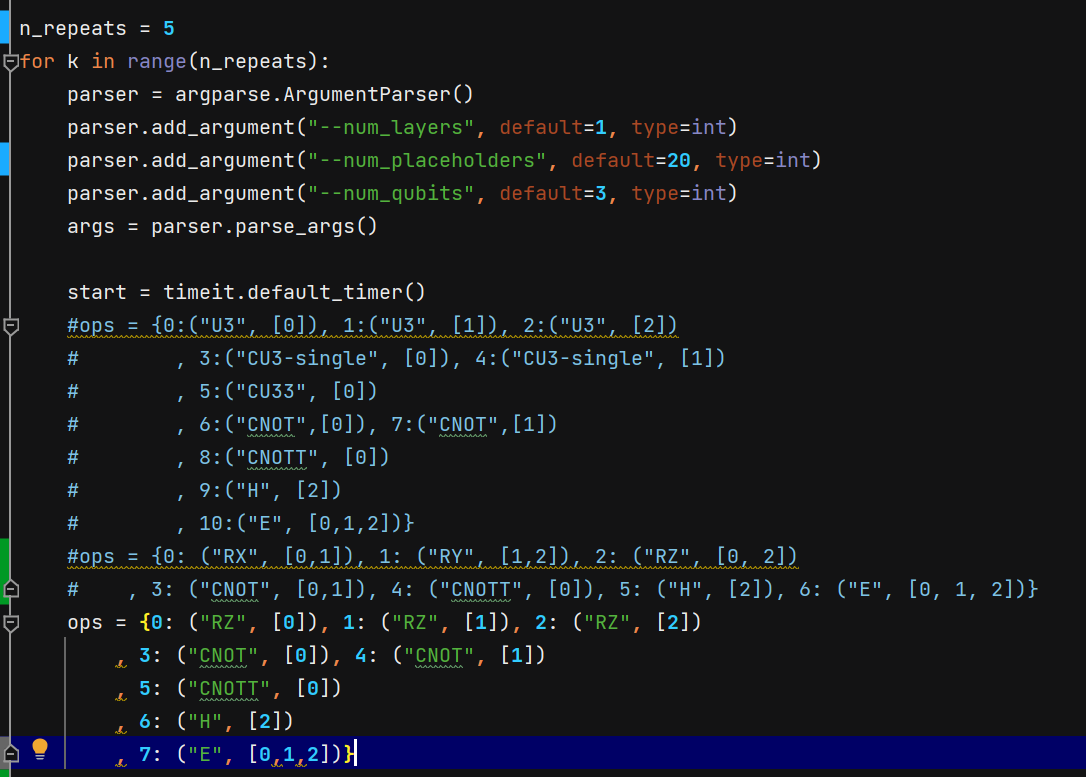 n_repeats = 5
for k in range(n_repeats):
    parser = argparse.ArgumentParser()
    parser.add_argument("--num_layers", default=1, type=int)
    parser.add_argument("--num_placeholders", default=20, type=int)
    parser.add_argument("--num_qubits", default=3, type=int)
    args = parser.parse_args()

    start = timeit.default_timer()
    #ops = {0:("U3", [0]), 1:("U3", [1]), 2:("U3", [2])
    #        , 3:("CU3-single", [0]), 4:("CU3-single", [1])
    #        , 5:("CU33", [0])
    #        , 6:("CNOT",[0]), 7:("CNOT",[1])
    #        , 8:("CNOTT", [0])
    #        , 9:("H", [2])
    #        , 10:("E", [0,1,2])}
    #ops = {0: ("RX", [0,1]), 1: ("RY", [1,2]), 2: ("RZ", [0, 2])
    #    , 3: ("CNOT", [0,1]), 4: ("CNOTT", [0]), 5: ("H", [2]), 6: ("E", [0, 1, 2])}
    ops = {0: ("RZ", [0]), 1: ("RZ", [1]), 2: ("RZ", [2])
        , 3: ("CNOT", [0]), 4: ("CNOT", [1])
        , 5: ("CNOTT", [0])
        , 6: ("H", [2])
        , 7: ("E", [0,1,2])}